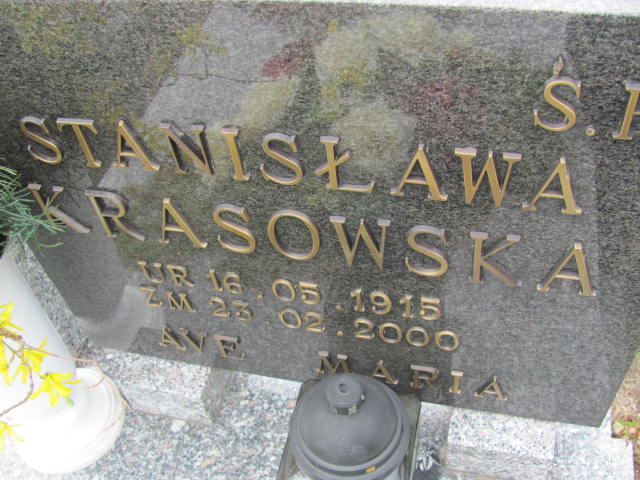 Ś.P
STANISŁAWA
KRASOWSKA
UR 16.05.1915
ZM 23.02.2000
AVE MARIA